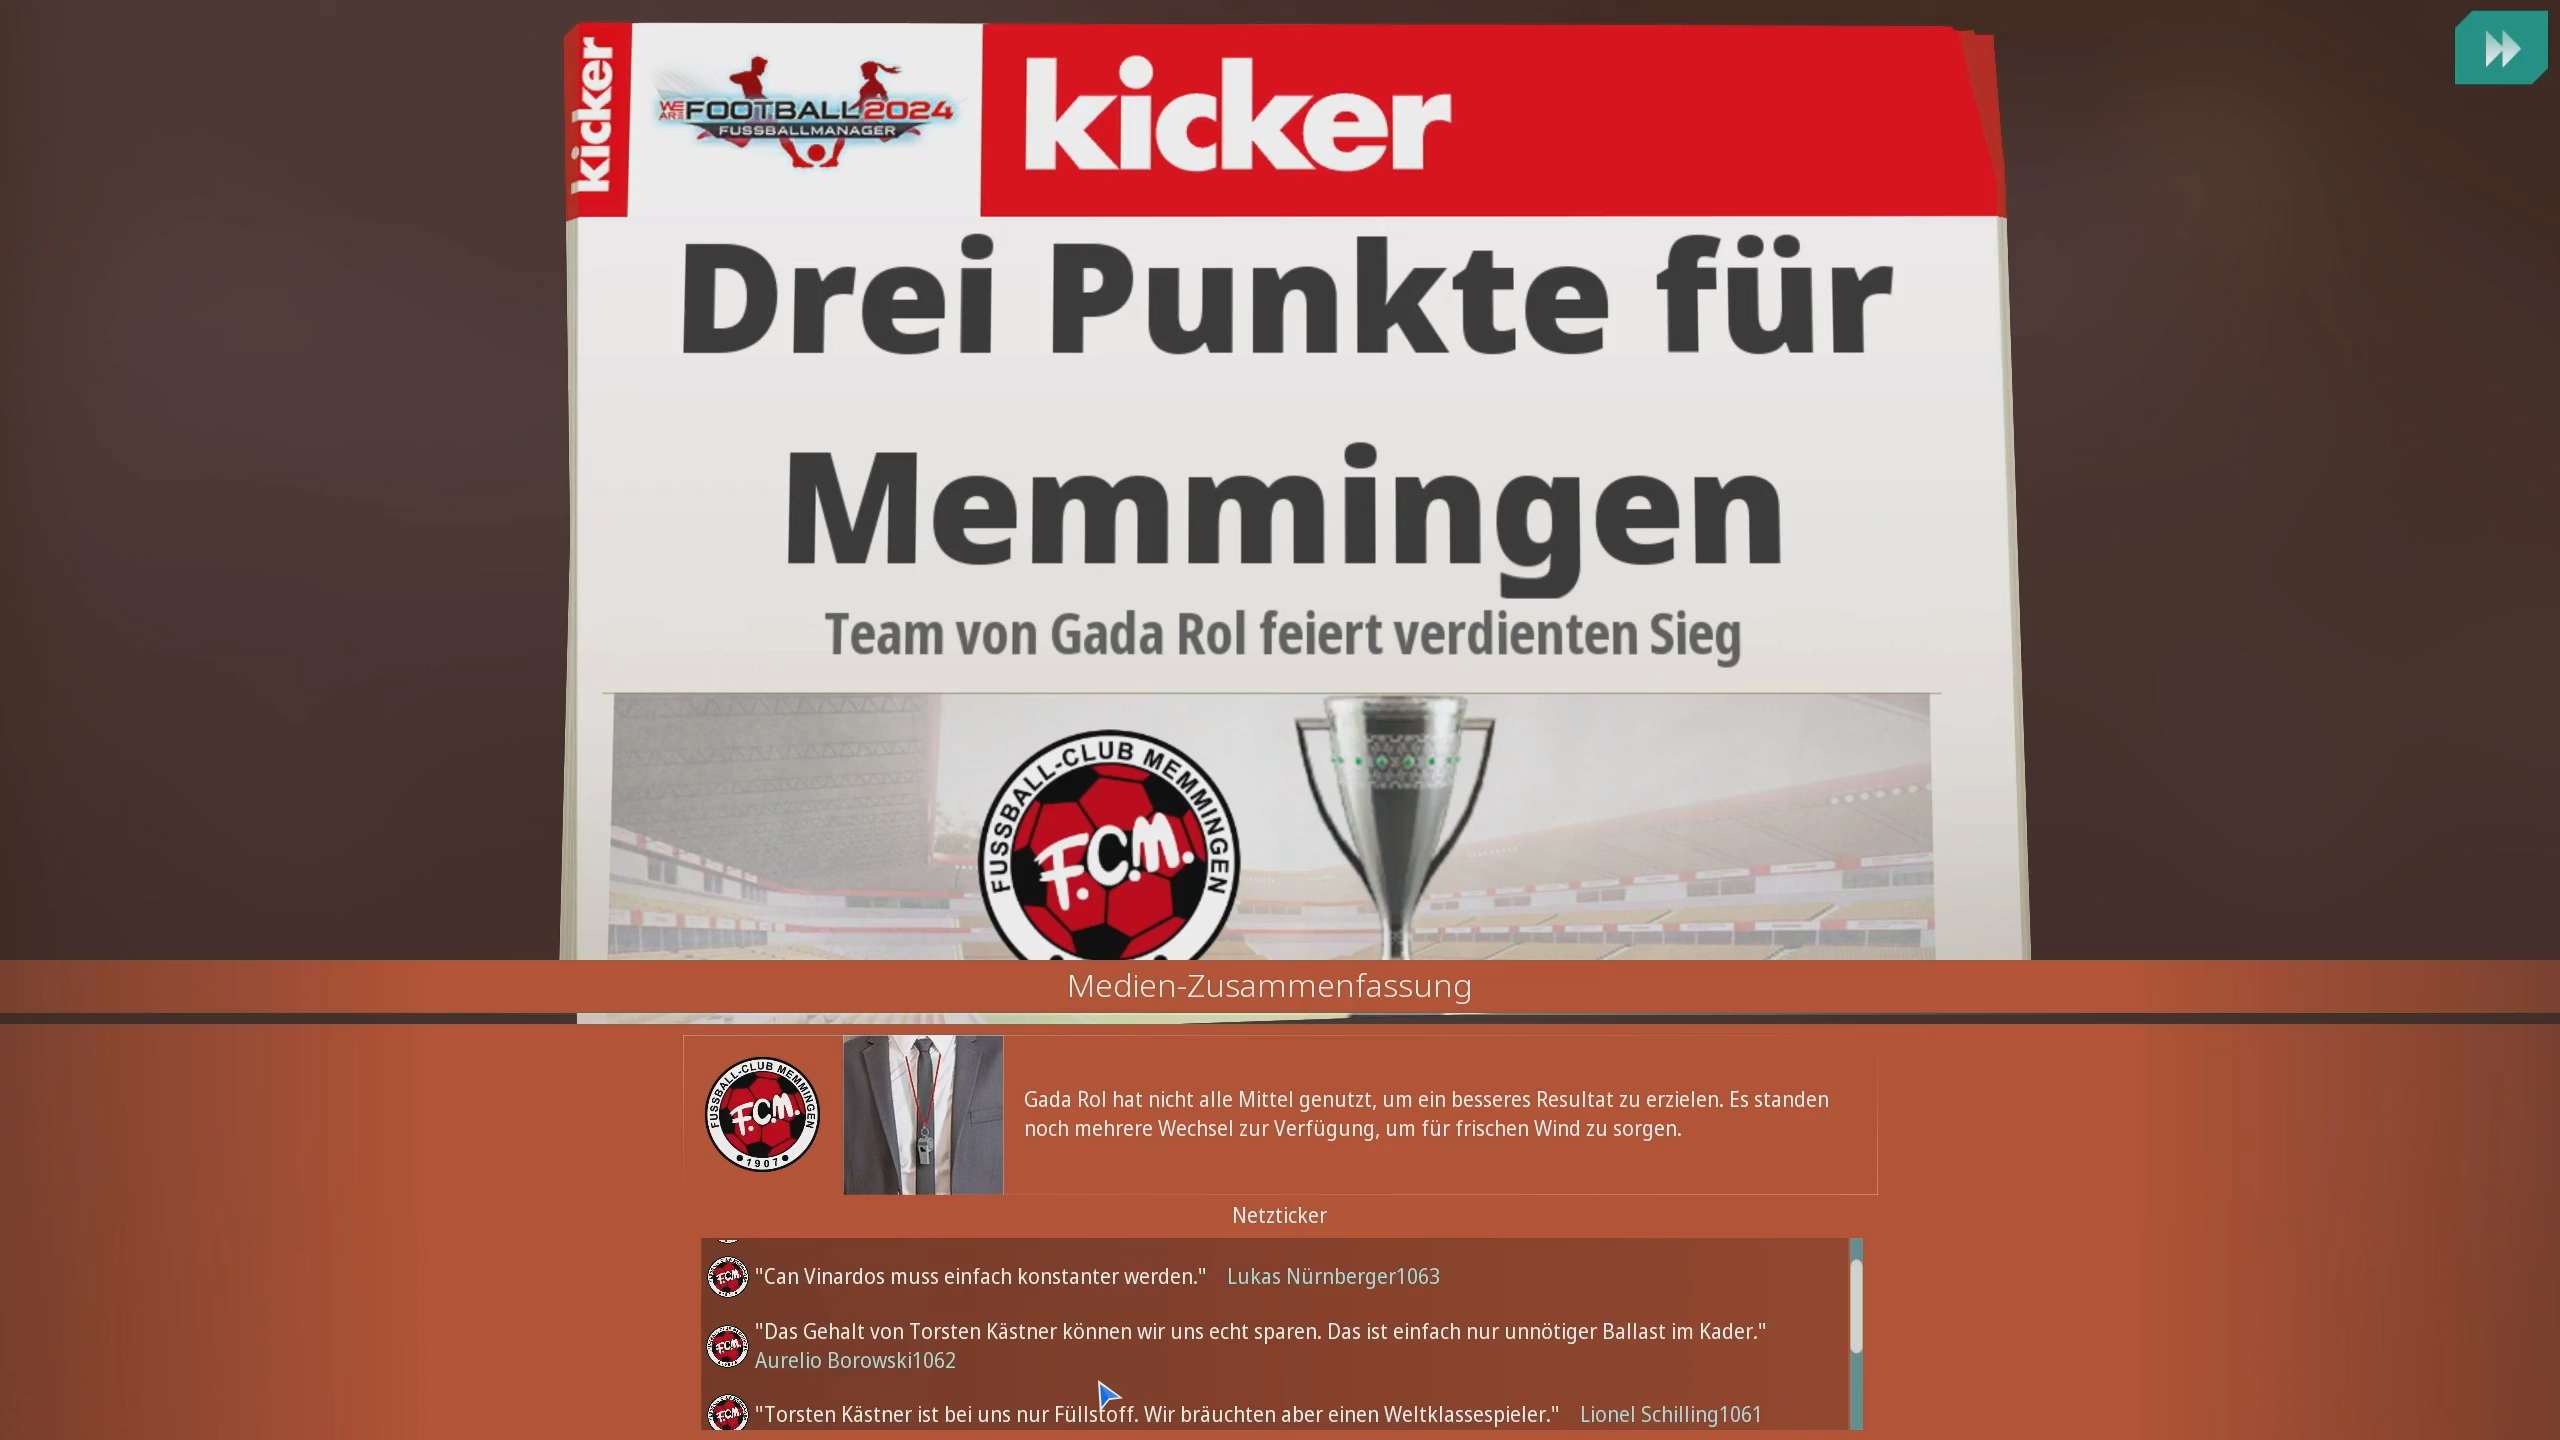 kicker
WE ARE FOOTBALL 2024
FUSSBALLMANAGER
kicker
Drei Punkte für
Memmingen
Team von Gada Rol feiert verdienten Sieg
FUSSBALL-CLUB MEMMINGEN
F.C.M.
Medien-Zusammenfassung
FUSSBALL-CLUB MEMMINGEN
F.C.M.
1907
Gada Rol hat nicht alle Mittel genutzt, um ein besseres Resultat zu erzielen. Es standen
noch mehrere Wechsel zur Verfügung, um für frischen Wind zu sorgen.
Netzticker
F.C.M.
"Can Vinardos muss einfach konstanter werden." Lukas Nürnberger1063
F.C.M.
"Das Gehalt von Torsten Kästner können wir uns echt sparen. Das ist einfach nur unnötiger Ballast im Kader."
Aurelio Borowski1062
F.C.M.
"Torsten Kästner ist bei uns nur Füllstoff. Wir bräuchten aber einen Weltklassespieler." Lionel Schilling1061